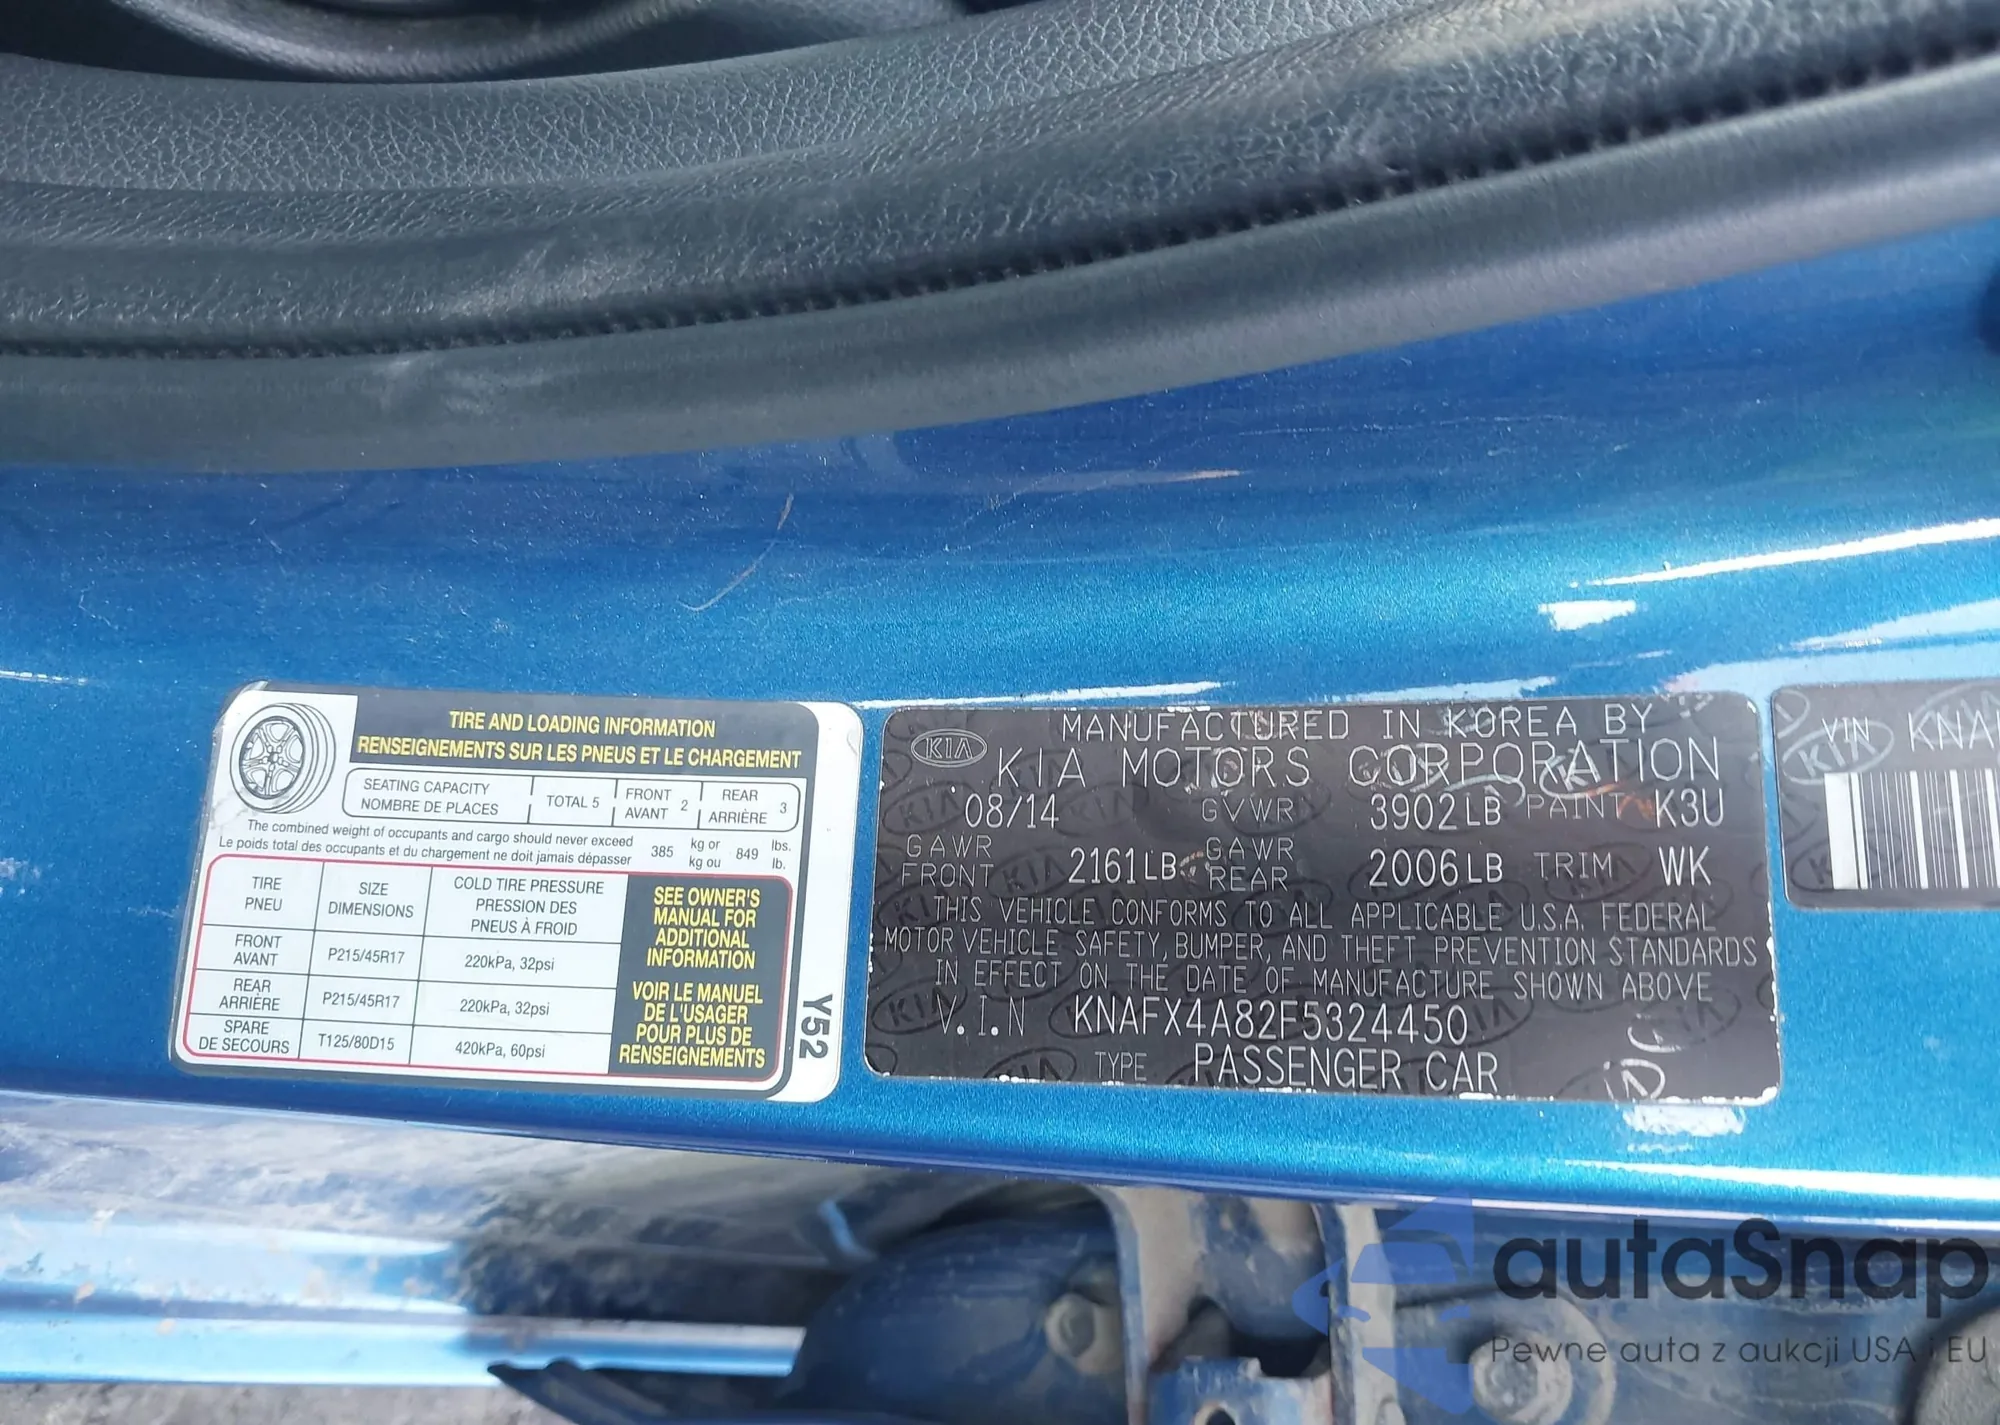 TIRE AND LOADING INFORMATION
RENSEIGNEMENTS SUR LES PNEUS ET LE CHARGEMENT
SEATING CAPACITY
NOMBRE DE PLACES
TOTAL 5
FRONT
AVANT
2
REAR
ARRIÈRE
3
The combined weight of occupants and cargo should never exceed
Le poids total des occupants et du chargement ne doit jamais dépasser
385
kg or
kg ou
849
lbs.
lb.
TIRE
PNEU
SIZE
DIMENSIONS
COLD TIRE PRESSURE
PRESSION DES
PNEUS À FROID
FRONT
AVANT
P215/45R17
220kPa, 32psi
REAR
ARRIÈRE
P215/45R17
220kPa, 32psi
SPARE
DE SECOURS
T125/80D15
420kPa, 60psi
SEE OWNER'S
MANUAL FOR
ADDITIONAL
INFORMATION
VOIR LE MANUEL
DE L'USAGER
POUR PLUS DE
RENSEIGNEMENTS
Y52
KIA
MANUFACTURED IN KOREA BY
KIA MOTORS CORPORATION
08/14 GVWR 3902LB PAINT K3U
GAWR FRONT 2161LB GAWR REAR 2006LB TRIM WK
THIS VEHICLE CONFORMS TO ALL APPLICABLE U.S.A. FEDERAL
MOTOR VEHICLE SAFETY, BUMPER, AND THEFT PREVENTION STANDARDS
IN EFFECT ON THE DATE OF MANUFACTURE SHOWN ABOVE
V.I.N KNAFX4A82F5324450
TYPE PASSENGER CAR
VIN KNA
KIA
autaSnap
Pewne auta z aukcji USA i EU